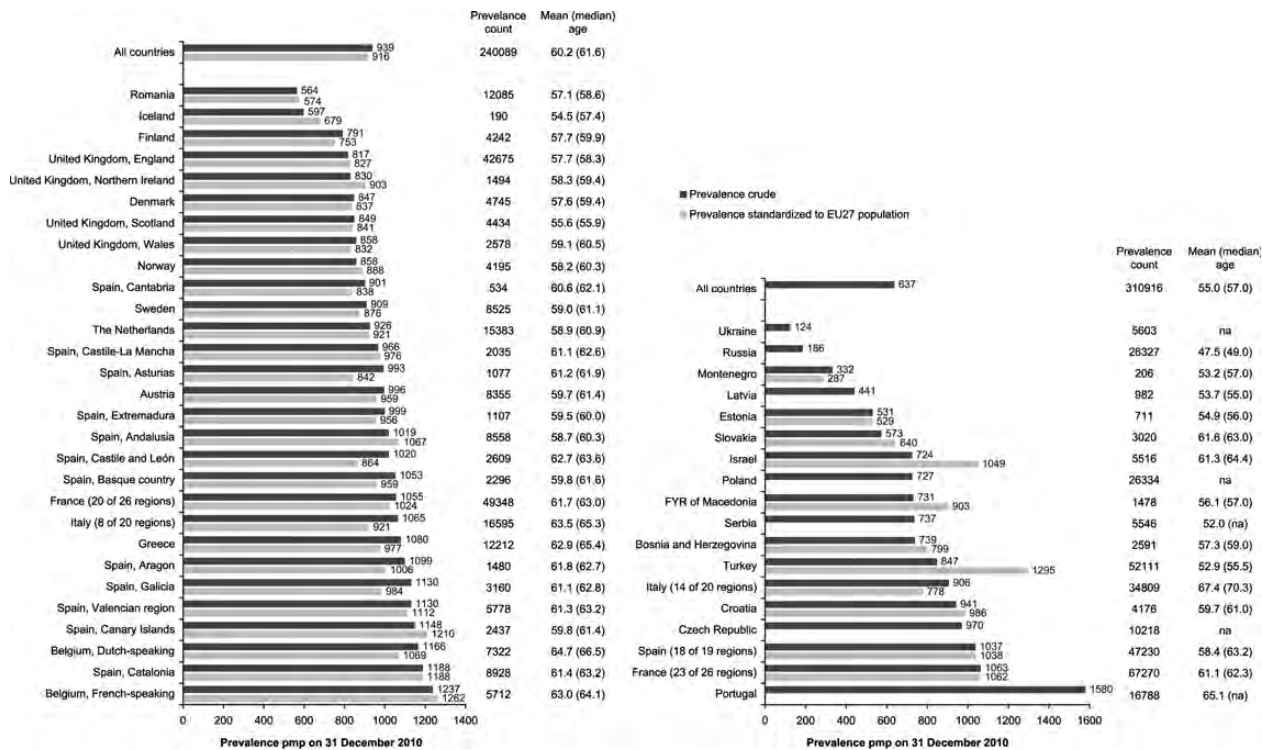 Prevelance count Mean (median) age
All countries 939 916 240089 60.2 (61.6)
Romania 564 574 12085 57.1 (58.6)
Iceland 597 679 190 54.5 (57.4)
Finland 791 753 4242 57.7 (59.9)
United Kingdom, England 817 827 42675 57.7 (58.3)
United Kingdom, Northern Ireland 830 903 1494 58.3 (59.4)
Denmark 847 837 4745 57.6 (59.4)
United Kingdom, Scotland 849 841 4434 55.6 (55.9)
United Kingdom, Wales 858 832 2578 59.1 (60.5)
Norway 858 888 4195 58.2 (60.3)
Spain, Cantabria 901 838 534 60.6 (62.1)
Sweden 909 876 8525 59.0 (61.1)
The Netherlands 926 921 15383 58.9 (60.9)
Spain, Castile-La Mancha 966 976 2035 61.1 (62.6)
Spain, Asturias 993 842 1077 61.2 (61.9)
Austria 996 959 8355 59.7 (61.4)
Spain, Extremadura 999 956 1107 59.5 (60.0)
Spain, Andalusia 1019 1067 8558 58.7 (60.3)
Spain, Castile and León 1020 864 2609 62.7 (63.6)
Spain, Basque country 1053 959 2296 59.8 (61.6)
France (20 of 26 regions) 1055 1024 49348 61.7 (63.0)
Italy (8 of 20 regions) 1065 921 16595 63.5 (65.3)
Greece 1080 977 12212 62.9 (65.4)
Spain, Aragon 1099 1006 1480 61.8 (62.7)
Spain, Galicia 1130 984 3160 61.1 (62.8)
Spain, Valencian region 1130 1112 5778 61.3 (63.2)
Spain, Canary Islands 1148 1210 2437 59.8 (61.4)
Belgium, Dutch-speaking 1166 1069 7322 64.7 (66.5)
Spain, Catalonia 1188 1188 8928 61.4 (63.2)
Belgium, French-speaking 1237 1262 5712 63.0 (64.1)
0 200 400 600 800 1000 1200 1400
Prevalence pmp on 31 December 2010
Prevalence crude
Prevalence standardized to EU27 population
Prevalence count Mean (median) age
All countries 637 310916 55.0 (57.0)
Ukraine 124 5603 na
Russia 186 26327 47.5 (49.0)
Montenegro 332 287 206 53.2 (57.0)
Latvia 441 982 53.7 (55.0)
Estonia 531 529 711 54.9 (56.0)
Slovakia 573 640 3020 61.6 (63.0)
Israel 724 1049 5516 61.3 (64.4)
Poland 727 26334 na
FYR of Macedonia 731 903 1478 56.1 (57.0)
Serbia 737 5546 52.0 (na)
Bosnia and Herzegovina 739 799 2591 57.3 (59.0)
Turkey 847 1295 52111 52.9 (55.5)
Italy (14 of 20 regions) 906 778 34809 67.4 (70.3)
Croatia 941 986 4176 59.7 (61.0)
Czech Republic 970 10218 na
Spain (18 of 19 regions) 1037 1038 47230 58.4 (63.2)
France (23 of 26 regions) 1063 1062 67270 61.1 (62.3)
Portugal 1580 16788 65.1 (na)
0 200 400 600 800 1000 1200 1400 1600
Prevalence pmp on 31 December 2010